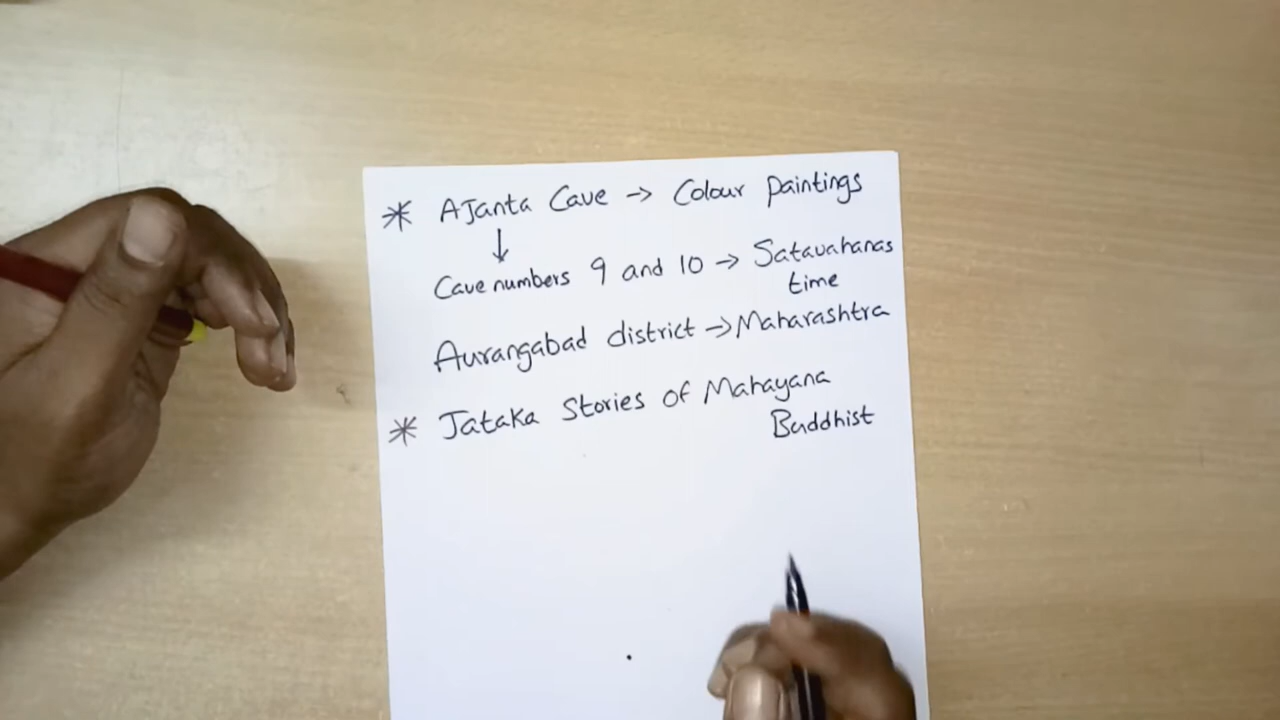 * Ajanta Cave → Colour Paintings
↓
Cave numbers 9 and 10 → Satavahanas
time
Aurangabad district → Maharashtra
* Jataka Stories of Mahayana
Buddhist